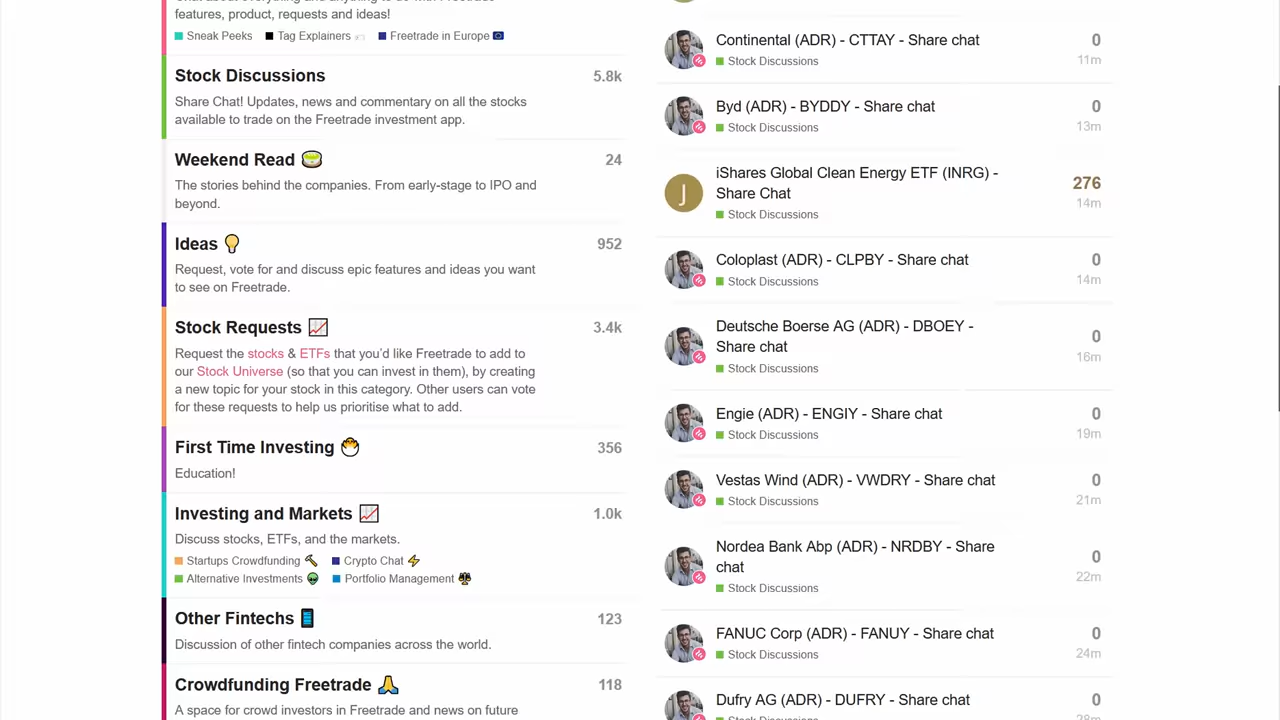 features, product, requests and ideas!
Sneak Peeks Tag Explainers Freetrade in Europe
Stock Discussions 5.8k
Share Chat! Updates, news and commentary on all the stocks
available to trade on the Freetrade investment app.
Weekend Read 24
The stories behind the companies. From early-stage to IPO and
beyond.
Ideas 952
Request, vote for and discuss epic features and ideas you want
to see on Freetrade.
Stock Requests 3.4k
Request the stocks & ETFs that you'd like Freetrade to add to
our Stock Universe (so that you can invest in them), by creating
a new topic for your stock in this category. Other users can vote
for these requests to help us prioritise what to add.
First Time Investing 356
Education!
Investing and Markets 1.0k
Discuss stocks, ETFs, and the markets.
Startups Crowdfunding Crypto Chat
Alternative Investments Portfolio Management
Other Fintechs 123
Discussion of other fintech companies across the world.
Crowdfunding Freetrade 118
A space for crowd investors in Freetrade and news on future
Continental (ADR) - CTTAY - Share chat 0
Stock Discussions 11m
Byd (ADR) - BYDDY - Share chat 0
Stock Discussions 13m
iShares Global Clean Energy ETF (INRG) -
Share Chat 276
Stock Discussions 14m
J
Coloplast (ADR) - CLPBY - Share chat 0
Stock Discussions 14m
Deutsche Boerse AG (ADR) - DBOEY -
Share chat 0
Stock Discussions 16m
Engie (ADR) - ENGIY - Share chat 0
Stock Discussions 19m
Vestas Wind (ADR) - VWDRY - Share chat 0
Stock Discussions 21m
Nordea Bank Abp (ADR) - NRDBY - Share
chat 0
Stock Discussions 22m
FANUC Corp (ADR) - FANUY - Share chat 0
Stock Discussions 24m
Dufry AG (ADR) - DUFRY - Share chat 0
Stock Discussions 28m